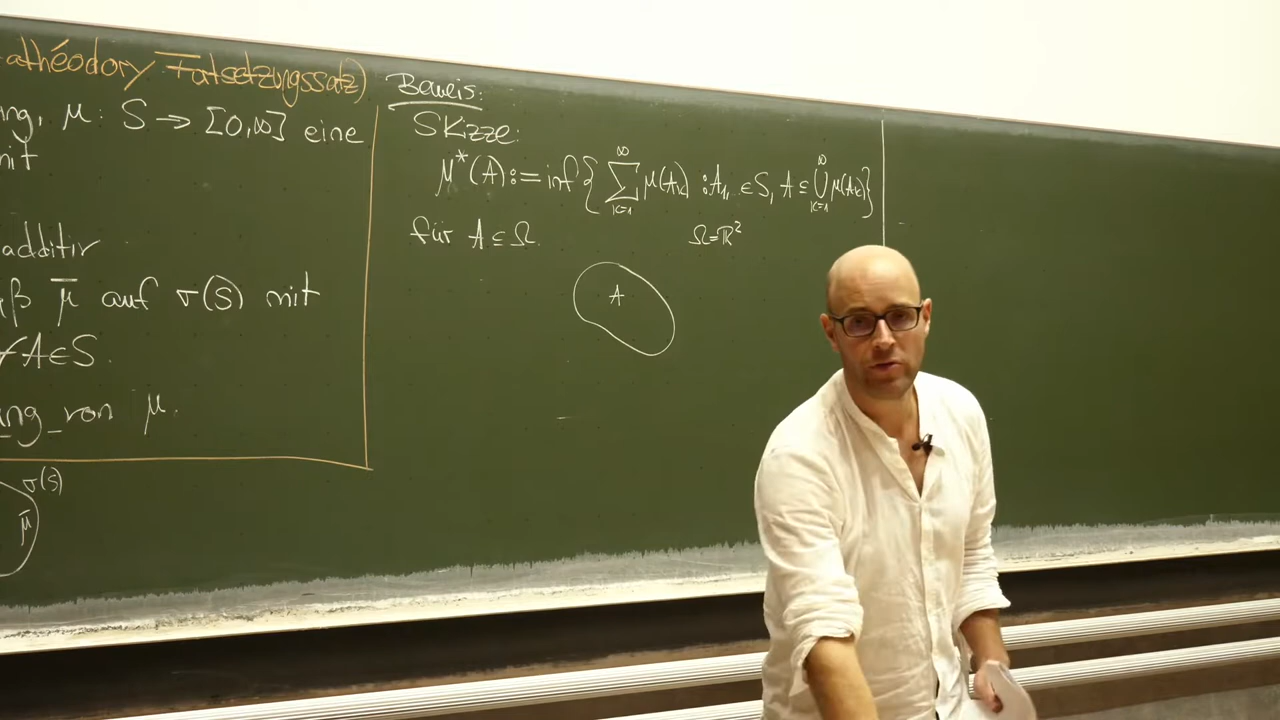 athéodory Fortsetzungssatz)
ng, μ: S → [0,∞] eine
nit
additiv
ß μ̄ auf σ(S) mit
∀A∈S.
ng von μ.
σ(S)
μ̄
Beweis:
Skizze:
μ*(A) := inf{ ∑_{k=1}^{∞} μ(A_k) : A_k ∈ S, A ⊆ ⋃_{k=1}^{∞} μ(A_k)}
für A ⊆ Ω. Ω=ℝ²
A